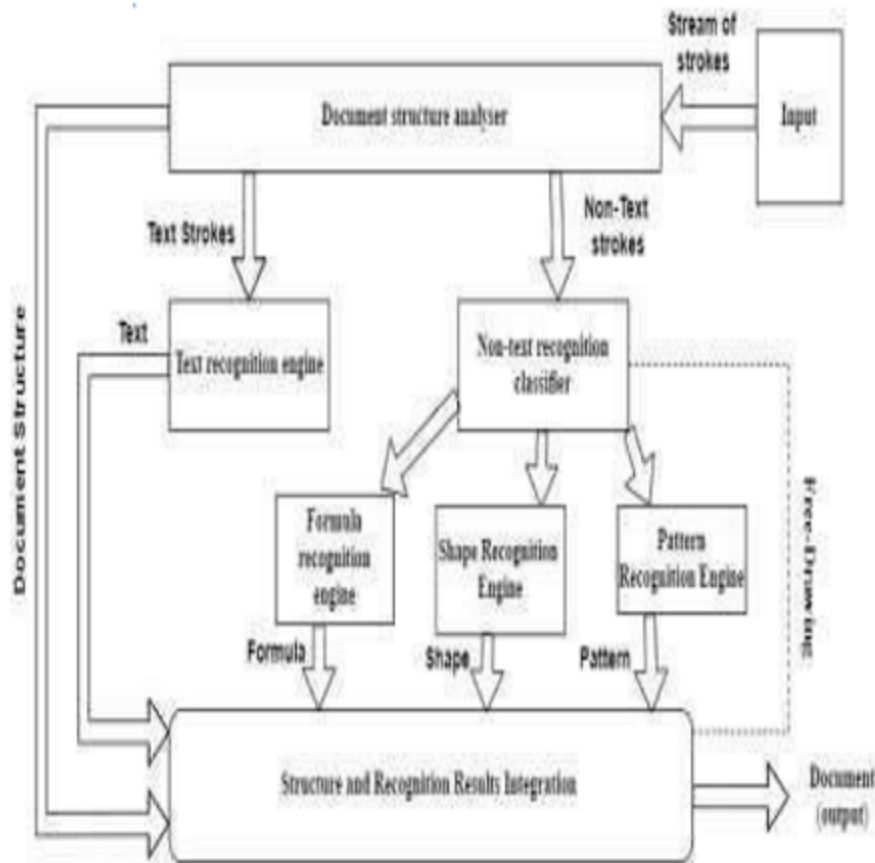 Stream of
strokes
Input
Document structure analyser
Text Strokes
Non-Text
strokes
Document Structure
Text
Text recognition engine
Non-text recognition
classifier
Free-Drawing
Formula
recognition
engine
Shape Recognition
Engine
Pattern
Recognition Engine
Formula
Shape
Pattern
Structure and Recognition Results Integration
Document
(output)